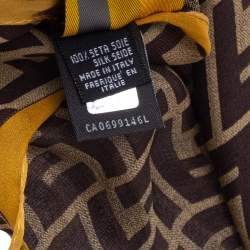 100% SETA SOIE
SILK SEIDE
MADE IN ITALY
FABRIQUÉ EN
ITALIE
CA0699146L